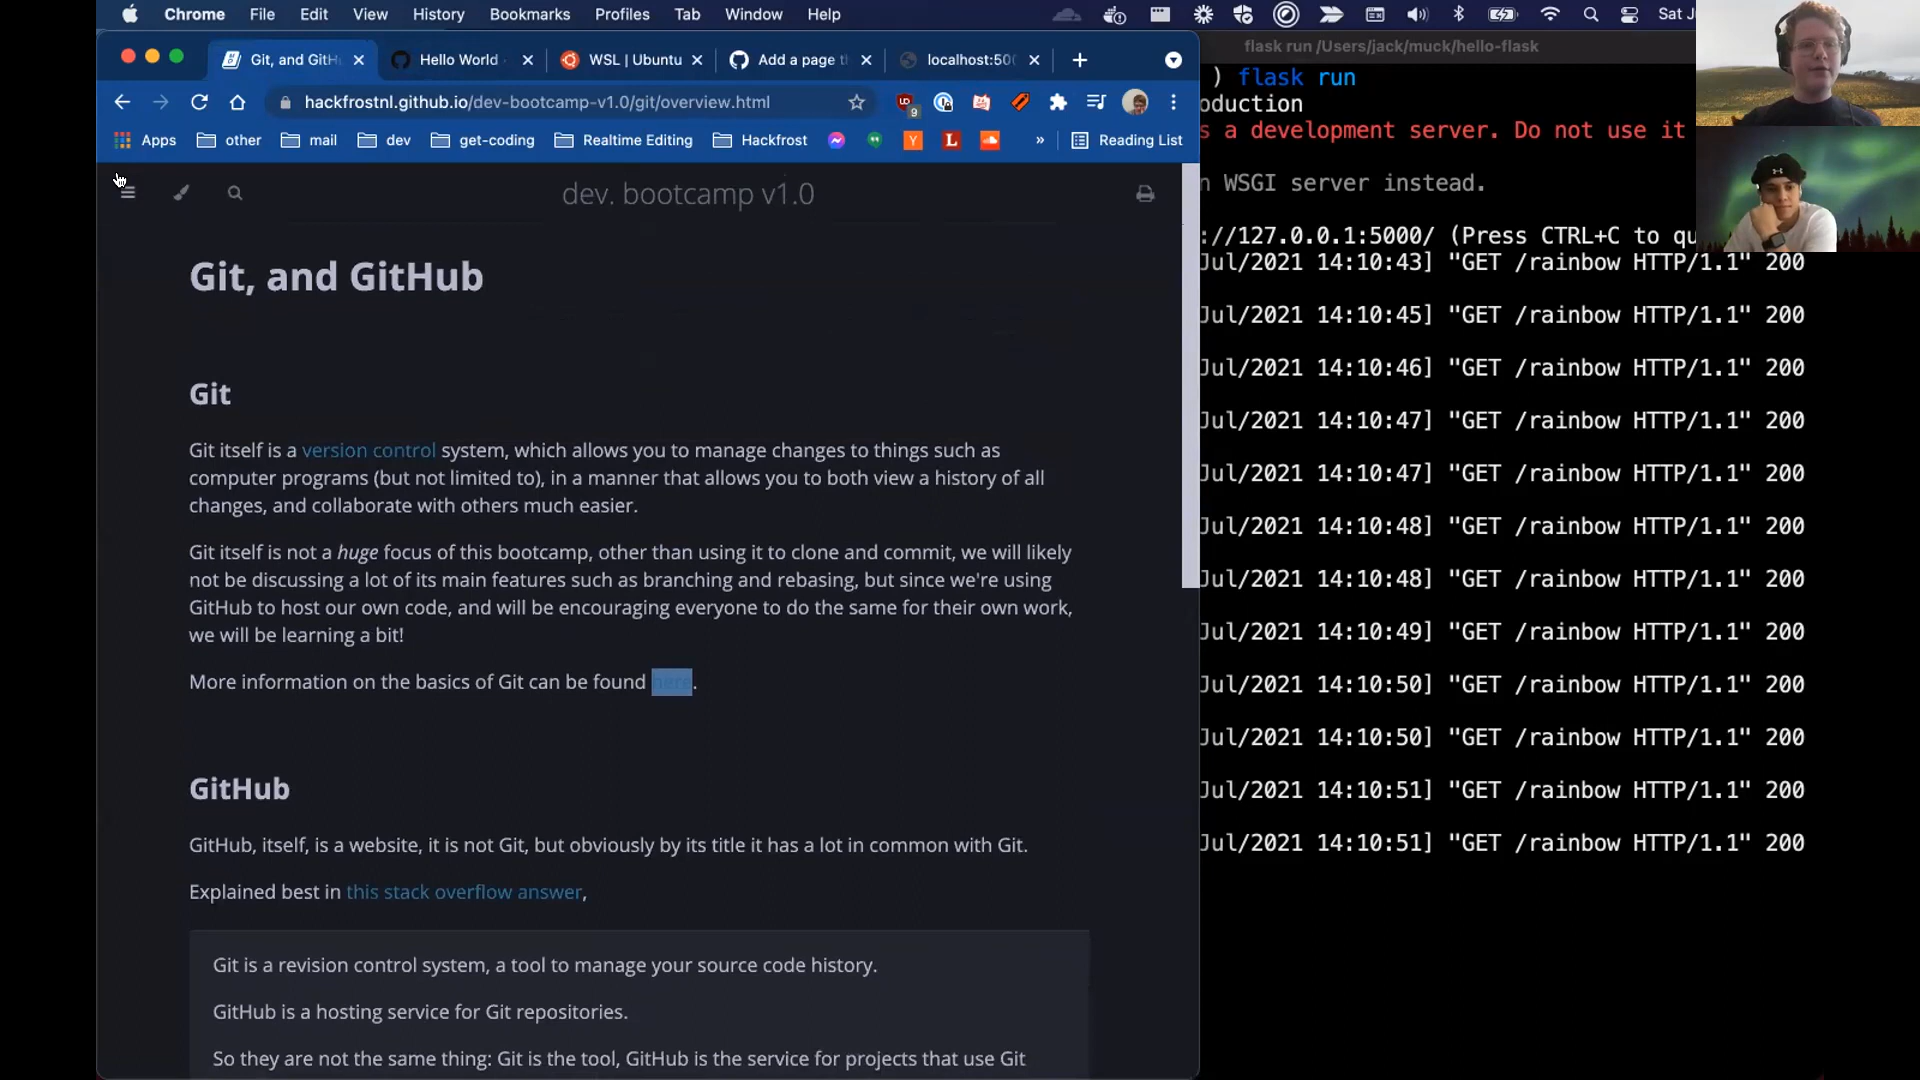 Chrome File Edit View History Bookmarks Profiles Tab Window Help
Sat J
Git, and GitH
Hello World
WSL | Ubuntu
Add a page t
localhost:500
hackfrostnl.github.io/dev-bootcamp-v1.0/git/overview.html
9
Apps other mail dev get-coding Realtime Editing Hackfrost » Reading List
dev. bootcamp v1.0
Git, and GitHub
Git
Git itself is a version control system, which allows you to manage changes to things such as
computer programs (but not limited to), in a manner that allows you to both view a history of all
changes, and collaborate with others much easier.
Git itself is not a huge focus of this bootcamp, other than using it to clone and commit, we will likely
not be discussing a lot of its main features such as branching and rebasing, but since we're using
GitHub to host our own code, and will be encouraging everyone to do the same for their own work,
we will be learning a bit!
More information on the basics of Git can be found here.
GitHub
GitHub, itself, is a website, it is not Git, but obviously by its title it has a lot in common with Git.
Explained best in this stack overflow answer,
Git is a revision control system, a tool to manage your source code history.
GitHub is a hosting service for Git repositories.
So they are not the same thing: Git is the tool, GitHub is the service for projects that use Git
flask run /Users/jack/muck/hello-flask
) flask run
oduction
s a development server. Do not use it
n WSGI server instead.
://127.0.0.1:5000/ (Press CTRL+C to qu
Jul/2021 14:10:43] "GET /rainbow HTTP/1.1" 200
Jul/2021 14:10:45] "GET /rainbow HTTP/1.1" 200
Jul/2021 14:10:46] "GET /rainbow HTTP/1.1" 200
Jul/2021 14:10:47] "GET /rainbow HTTP/1.1" 200
Jul/2021 14:10:47] "GET /rainbow HTTP/1.1" 200
Jul/2021 14:10:48] "GET /rainbow HTTP/1.1" 200
Jul/2021 14:10:48] "GET /rainbow HTTP/1.1" 200
Jul/2021 14:10:49] "GET /rainbow HTTP/1.1" 200
Jul/2021 14:10:50] "GET /rainbow HTTP/1.1" 200
Jul/2021 14:10:50] "GET /rainbow HTTP/1.1" 200
Jul/2021 14:10:51] "GET /rainbow HTTP/1.1" 200
Jul/2021 14:10:51] "GET /rainbow HTTP/1.1" 200